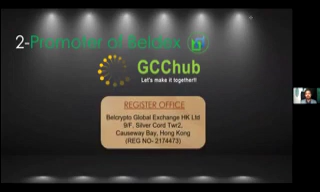 2-Promoter of Beldex
GCChub
Let's make it together!!
REGISTER OFFICE
Belcrypto Global Exchange HK Ltd
9/F, Silver Cord Twr2,
Causeway Bay, Hong Kong
(REG NO- 2174473)